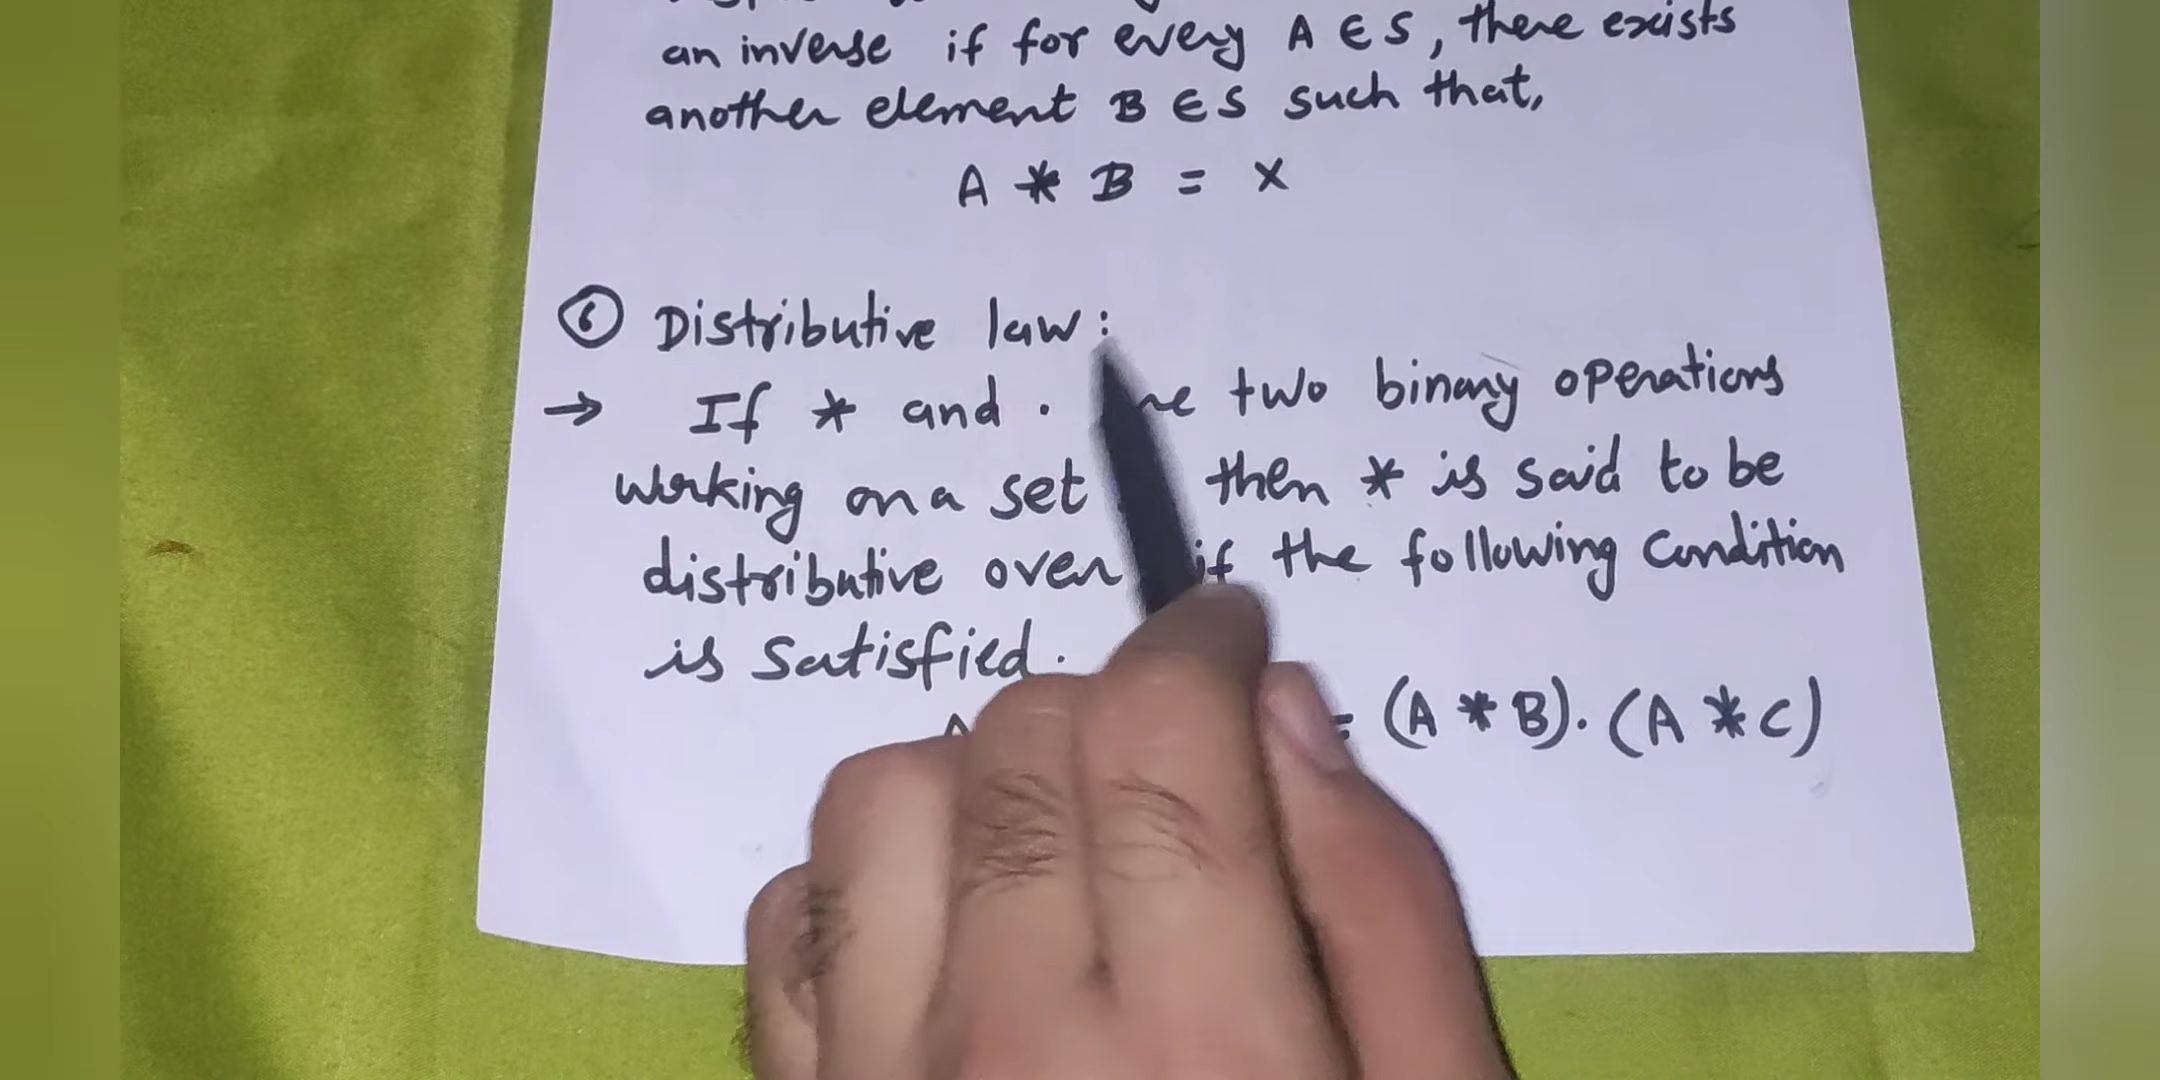 an inverse if for every A ∈ S, there exists
another element B ∈ S such that,
A * B = X
⑥ Distributive law:
→ If * and . two binary operations
working on a set then * is said to be
distributive over if the following condition
is satisfied.
A = (A * B). (A * C)